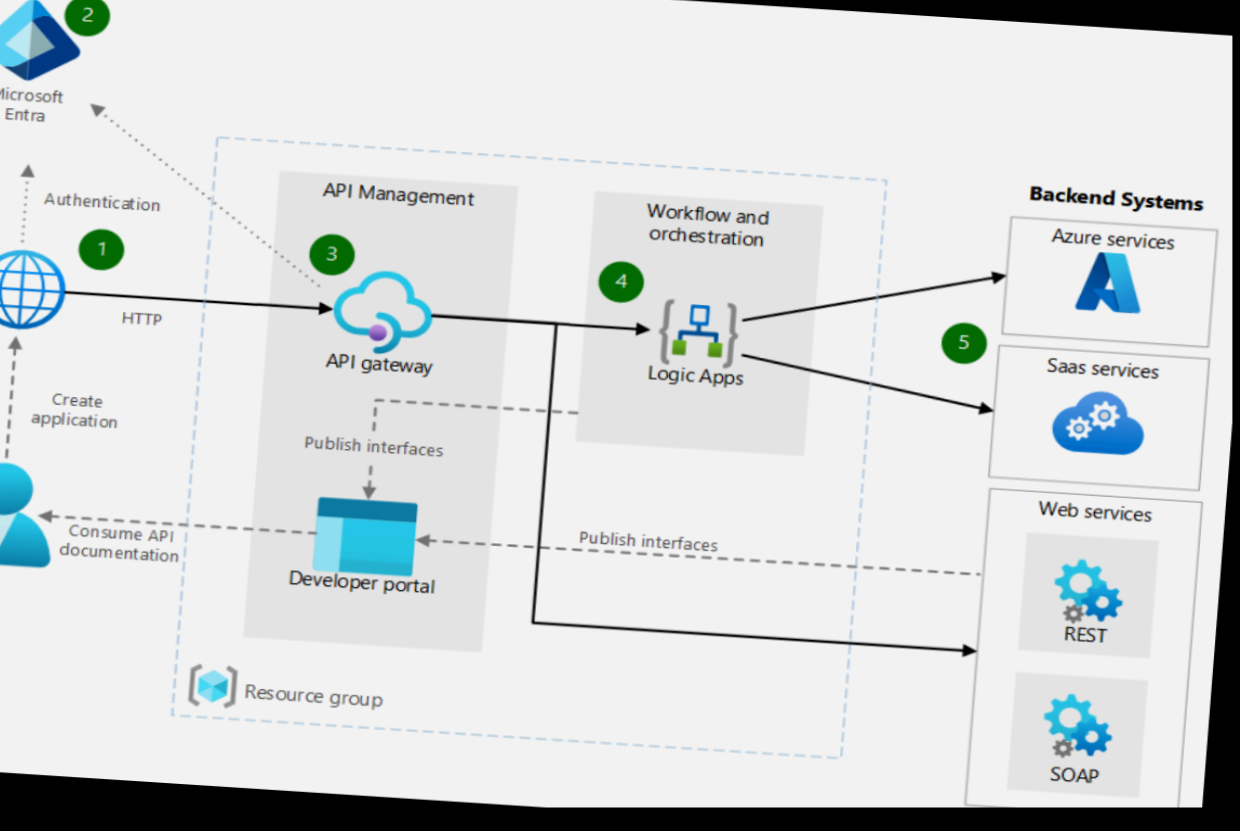 2
Microsoft
Entra
Authentication
1
HTTP
Create
application
Consume API
documentation
API Management
3
API gateway
Publish interfaces
Developer portal
Resource group
Workflow and
orchestration
4
Logic Apps
Publish interfaces
Backend Systems
Azure services
5
Saas services
Web services
REST
SOAP